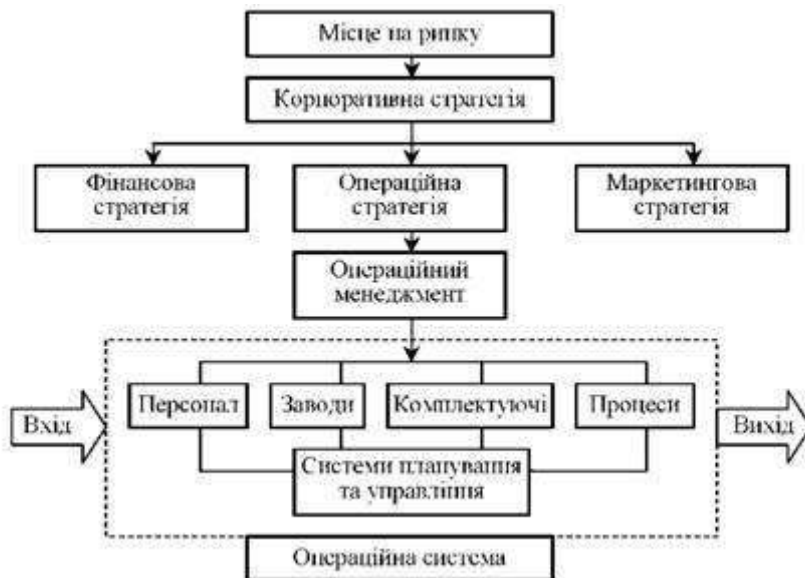 Місце на ринку
Корпоративна стратегія
Фінансова
стратегія
Операційна
стратегія
Маркетингова
стратегія
Операційний
менеджмент
Вхід
Персонал
Заводи
Комплектуючі
Процеси
Вихід
Системи планування
та управління
Операційна система